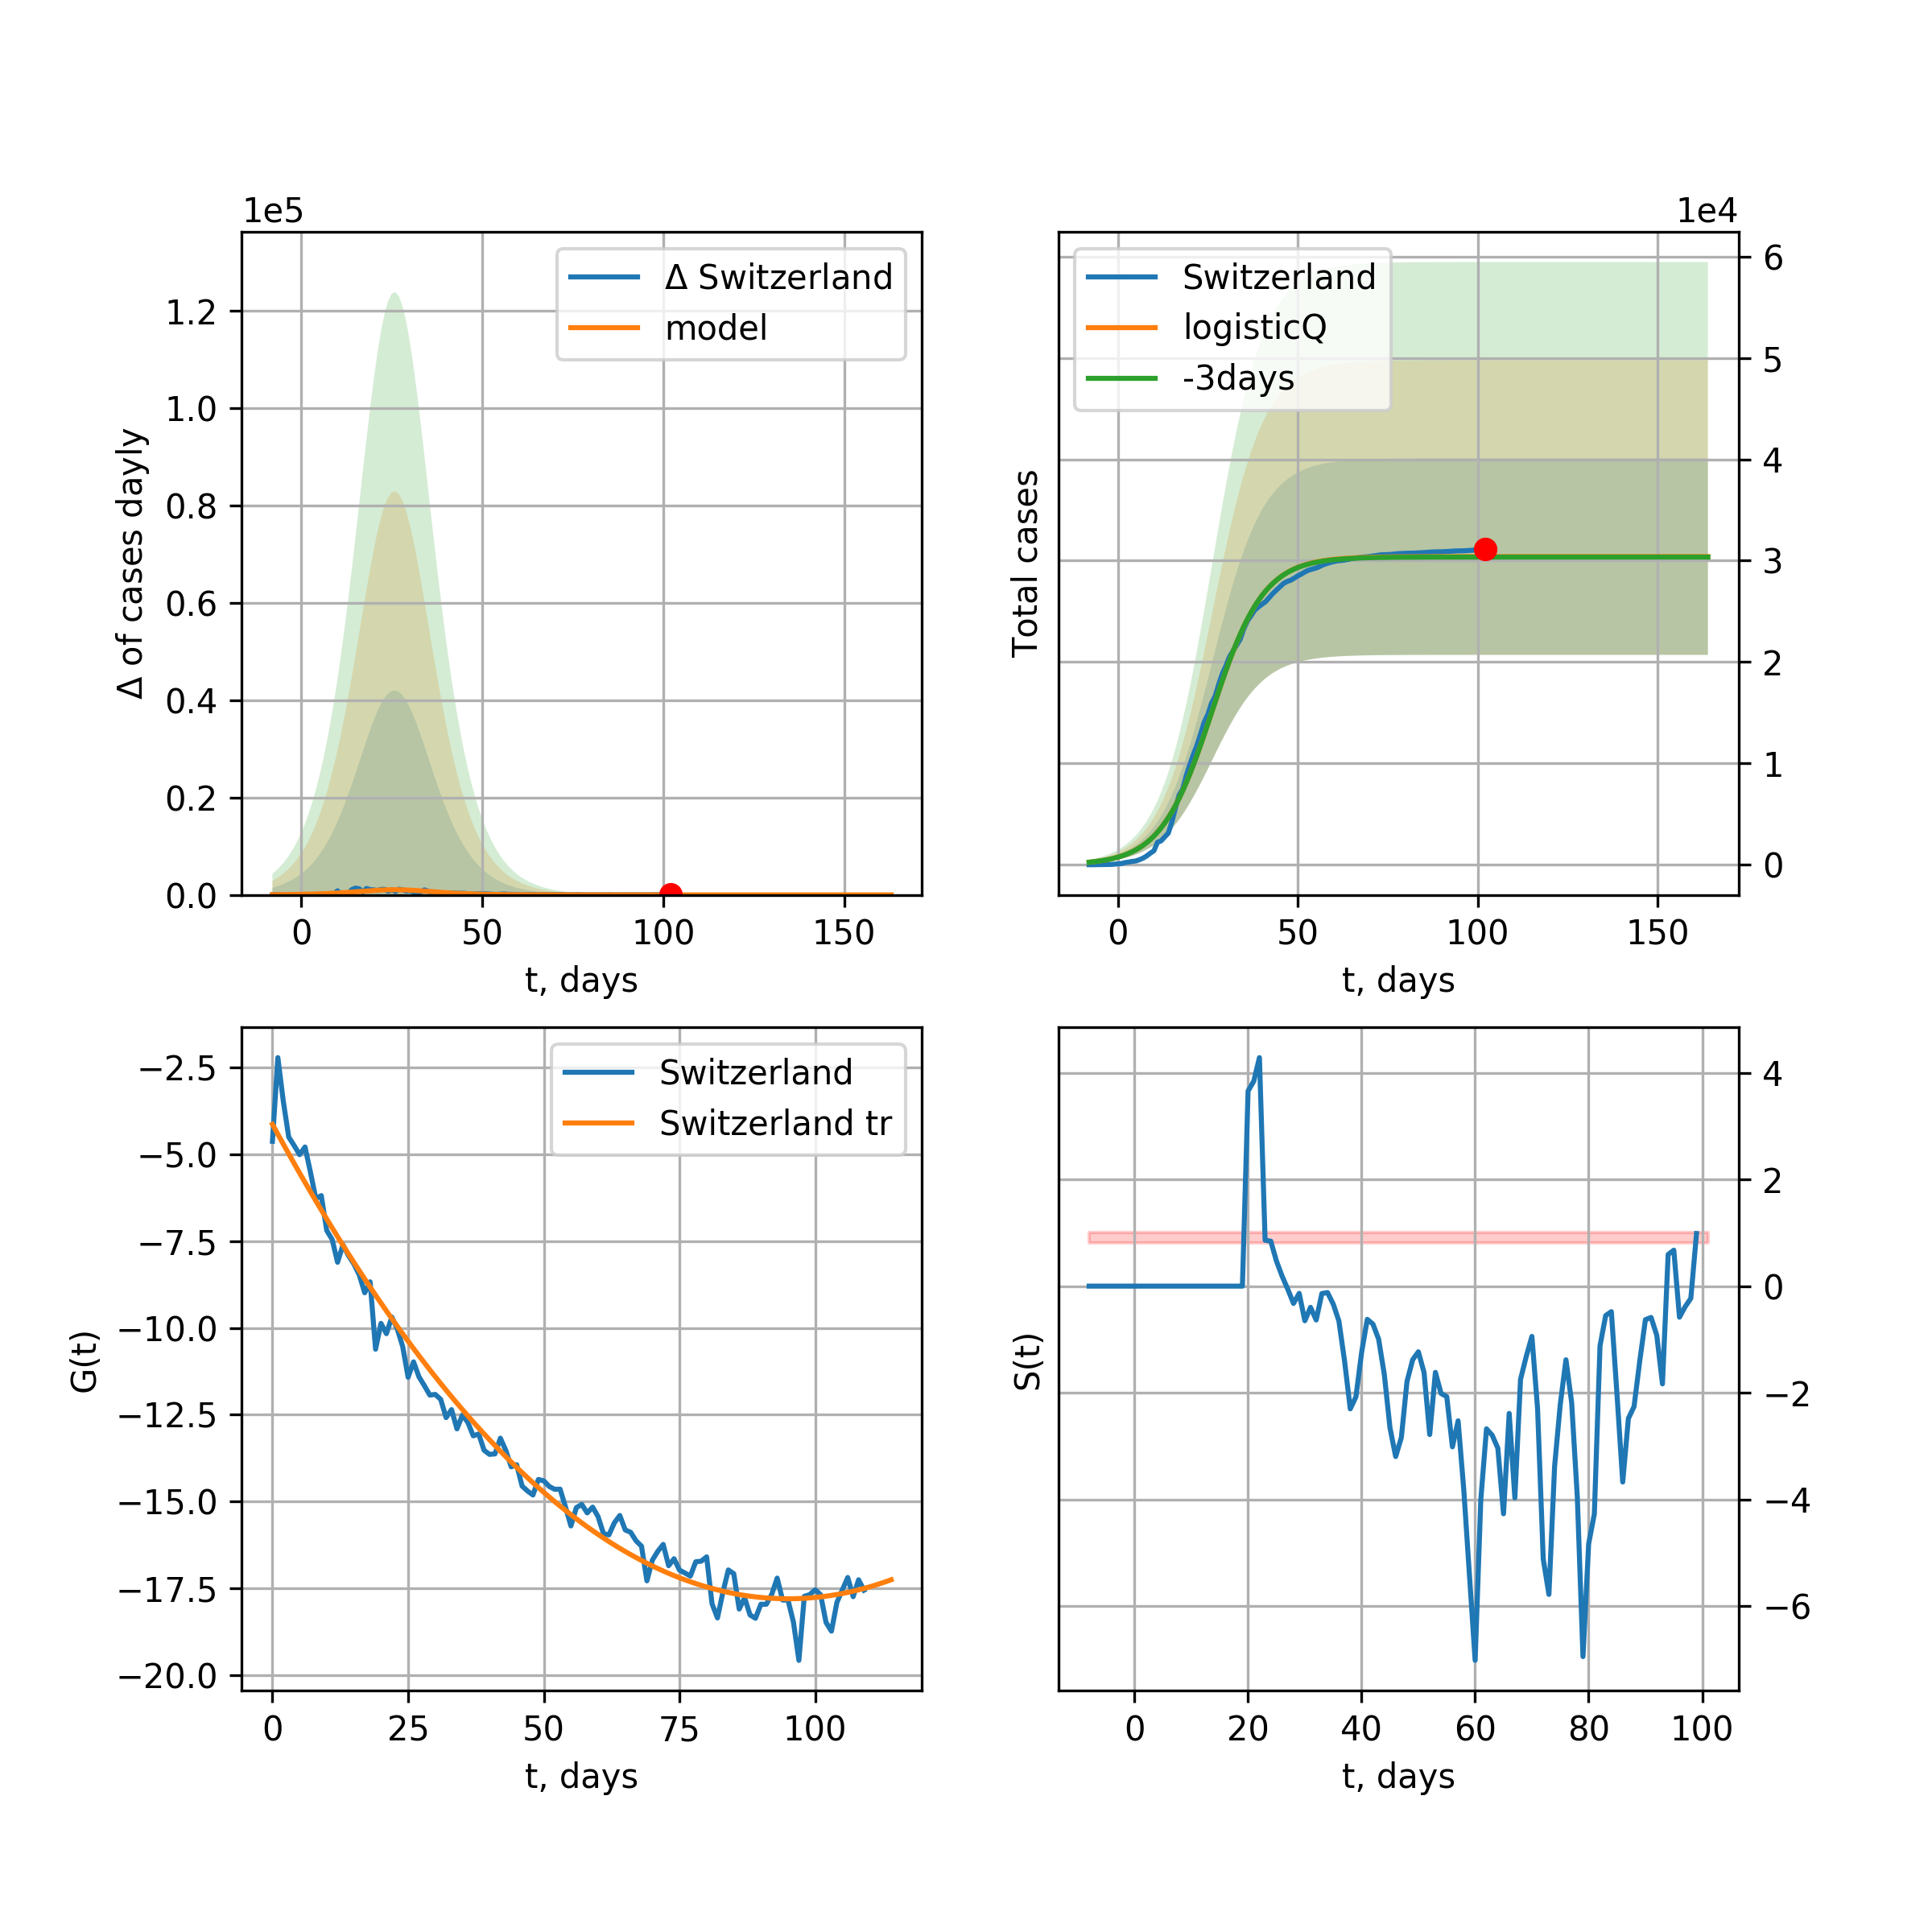 1e5
Δ Switzerland
model
1.2
1.0
0.8
0.6
0.4
0.2
0.0
Δ of cases dayly
0 50 100 150
t, days
1e4
Switzerland
logisticQ
-3days
6
5
4
3
2
1
0
Total cases
0 50 100 150
t, days
Switzerland
Switzerland tr
−2.5
−5.0
−7.5
−10.0
−12.5
−15.0
−17.5
−20.0
G(t)
0 25 50 75 100
t, days
4
2
0
−2
−4
−6
S(t)
0 20 40 60 80 100
t, days